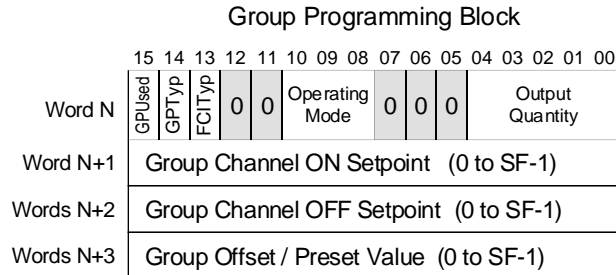 Group Programming Block
15 14 13 12 11 10 09 08 07 06 05 04 03 02 01 00
Word N GPUsed GPTyp FCITyp 0 0 Operating Mode 0 0 0 Output Quantity
Word N+1 Group Channel ON Setpoint (0 to SF-1)
Words N+2 Group Channel OFF Setpoint (0 to SF-1)
Words N+3 Group Offset / Preset Value (0 to SF-1)